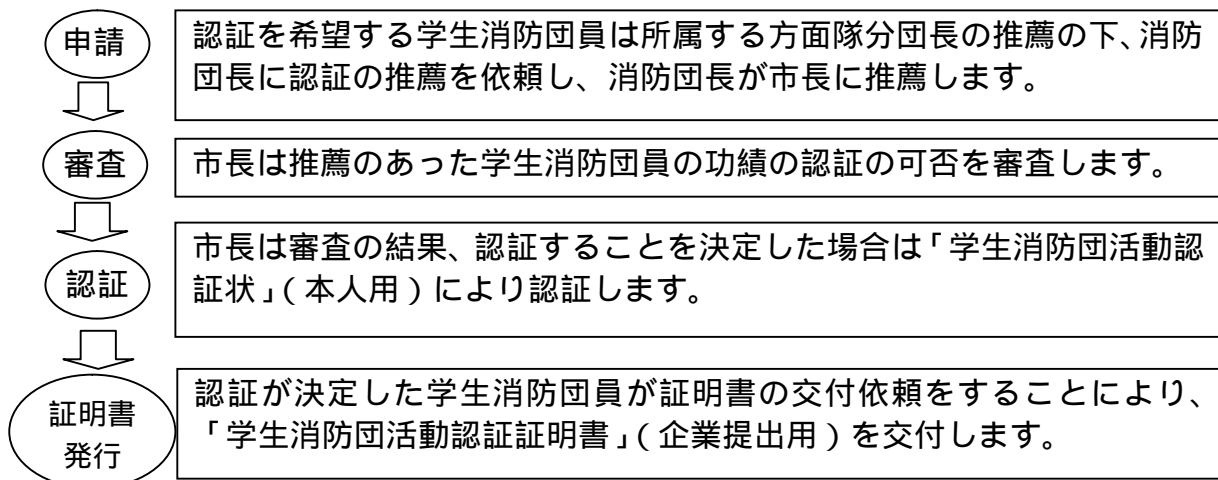 申請
認証を希望する学生消防団員は所属する方面隊分団長の推薦の下、消防
団長に認証の推薦を依頼し、消防団長が市長に推薦します。
審査
市長は推薦のあった学生消防団員の功績の認証の可否を審査します。
認証
市長は審査の結果、認証することを決定した場合は「学生消防団活動認
証状」(本人用)により認証します。
証明書
発行
認証が決定した学生消防団員が証明書の交付依頼をすることにより、
「学生消防団活動認証証明書」(企業提出用)を交付します。